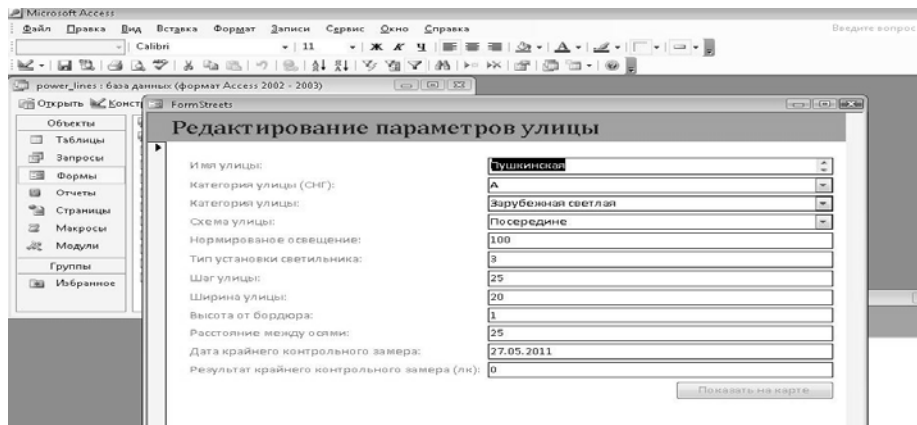 Microsoft Access
Файл Правка Вид Вставка Формат Записи Сервис Окно Справка Введите вопрос
Calibri 11 Ж К Ч
power_lines : база данных (формат Access 2002 - 2003)
Открыть Конст
FormStreets
Объекты
Таблицы
Запросы
Формы
Отчеты
Страницы
Макросы
Модули
Группы
Избранное
Редактирование параметров улицы
Имя улицы: Пушкинская
Категория улицы (СНГ): А
Категория улицы: Зарубежная светлая
Схема улицы: Посередине
Нормированое освещение: 100
Тип установки светильника: 3
Шаг улицы: 25
Ширина улицы: 20
Высота от бордюра: 1
Расстояние между осями: 25
Дата крайнего контрольного замера: 27.05.2011
Результат крайнего контрольного замера (лк): 0
Показать на карте